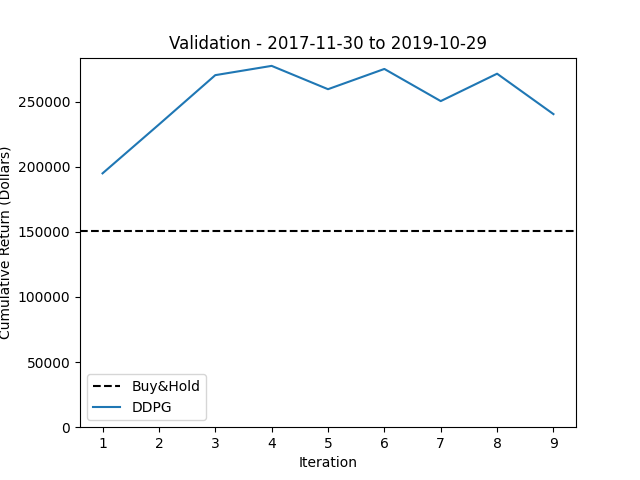 Validation - 2017-11-30 to 2019-10-29
Cumulative Return (Dollars)
250000
200000
150000
100000
50000
0
Buy&Hold
DDPG
1 2 3 4 5 6 7 8 9
Iteration